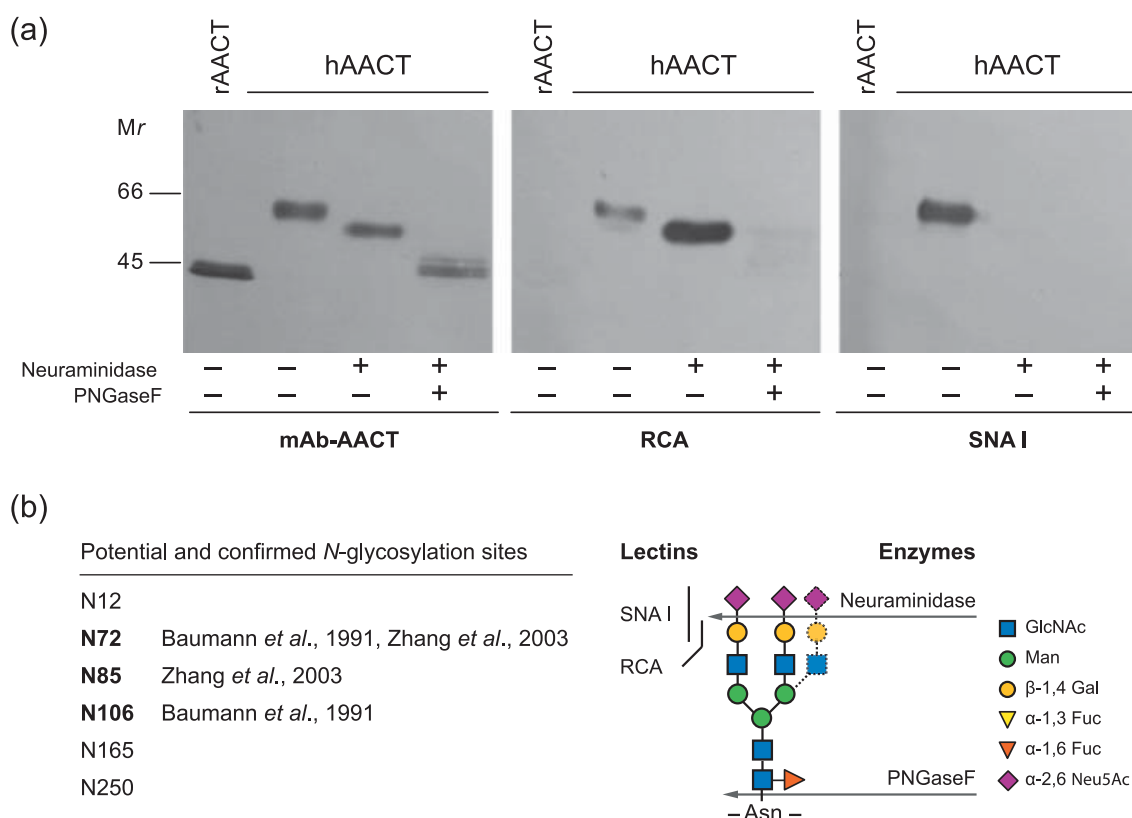 (a)
rAACT
hAACT
rAACT
hAACT
rAACT
hAACT
Mr
66
45
Neuraminidase – – + + – – + + – – + +
PNGaseF – – – + – – – + – – – +
mAb-AACT RCA SNA I
(b)
Potential and confirmed N-glycosylation sites
N12
N72 Baumann et al., 1991, Zhang et al., 2003
N85 Zhang et al., 2003
N106 Baumann et al., 1991
N165
N250
Lectins Enzymes
SNA I
RCA
Neuraminidase
PNGaseF
– Asn –
GlcNAc
Man
β-1,4 Gal
α-1,3 Fuc
α-1,6 Fuc
α-2,6 Neu5Ac